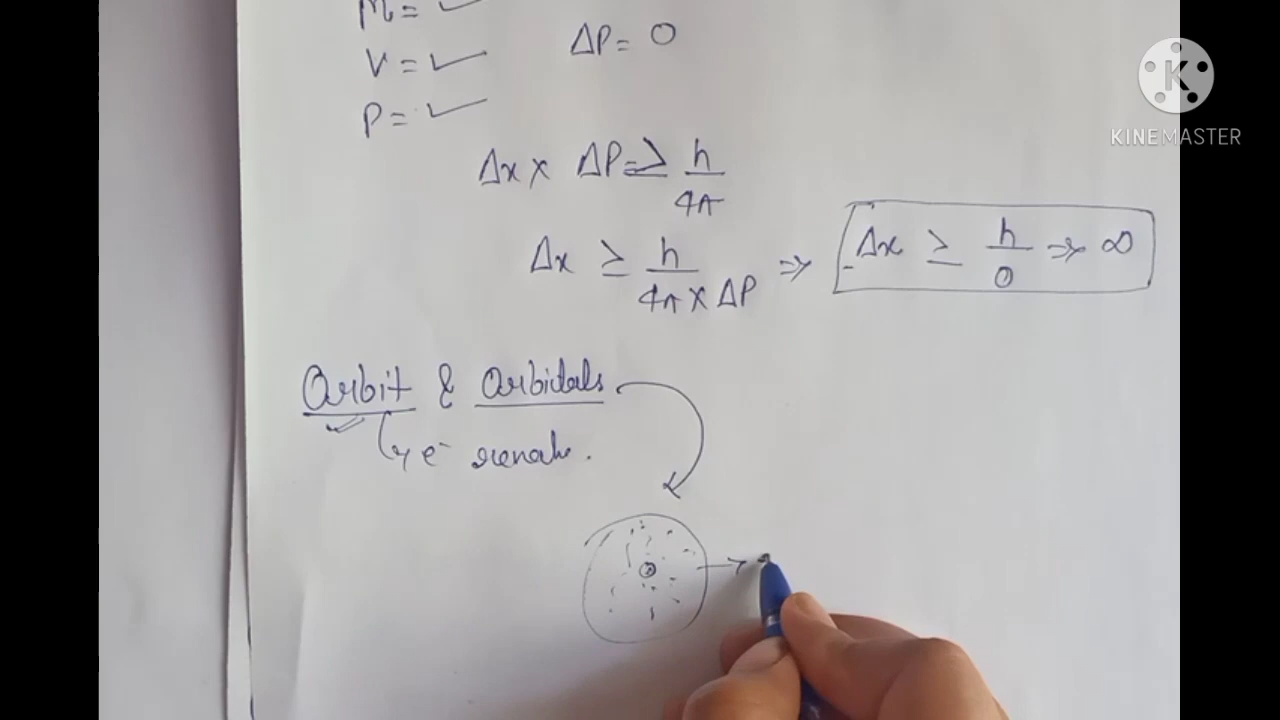 M = ✓
V = ✓
P = ✓
ΔP = 0
Δx × ΔP = ≥ h/4π
Δx ≥ h/4π × ΔP ⇒ Δx ≥ h/0 ⇒ ∞
Orbit & Orbitals
e⁻
KINEMASTER